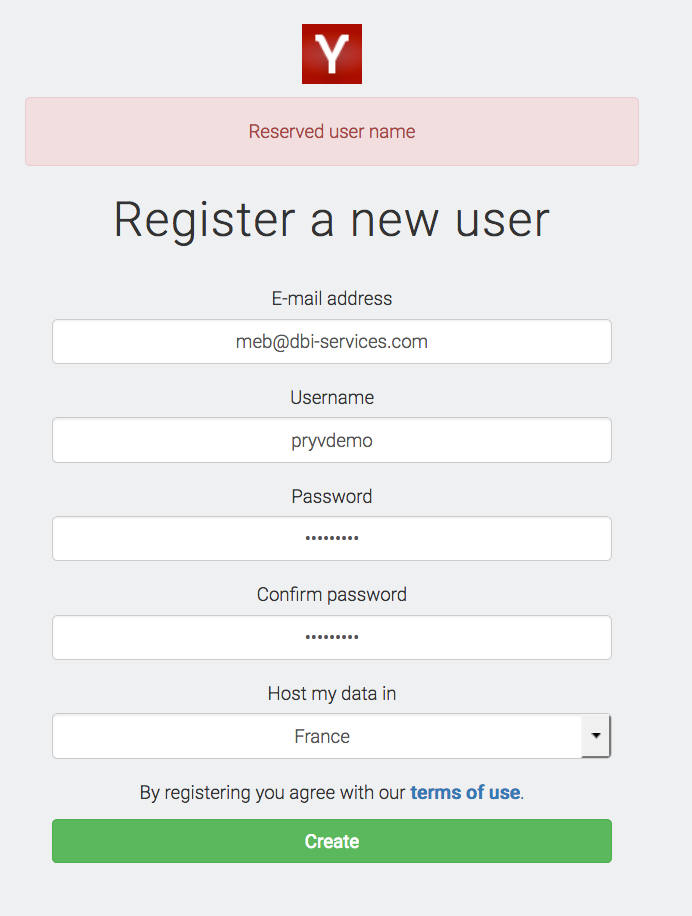 Y
Reserved user name
Register a new user
E-mail address
meb@dbi-services.com
Username
pryvdemo
Password
•••••••••
Confirm password
•••••••••
Host my data in
France
By registering you agree with our terms of use.
Create